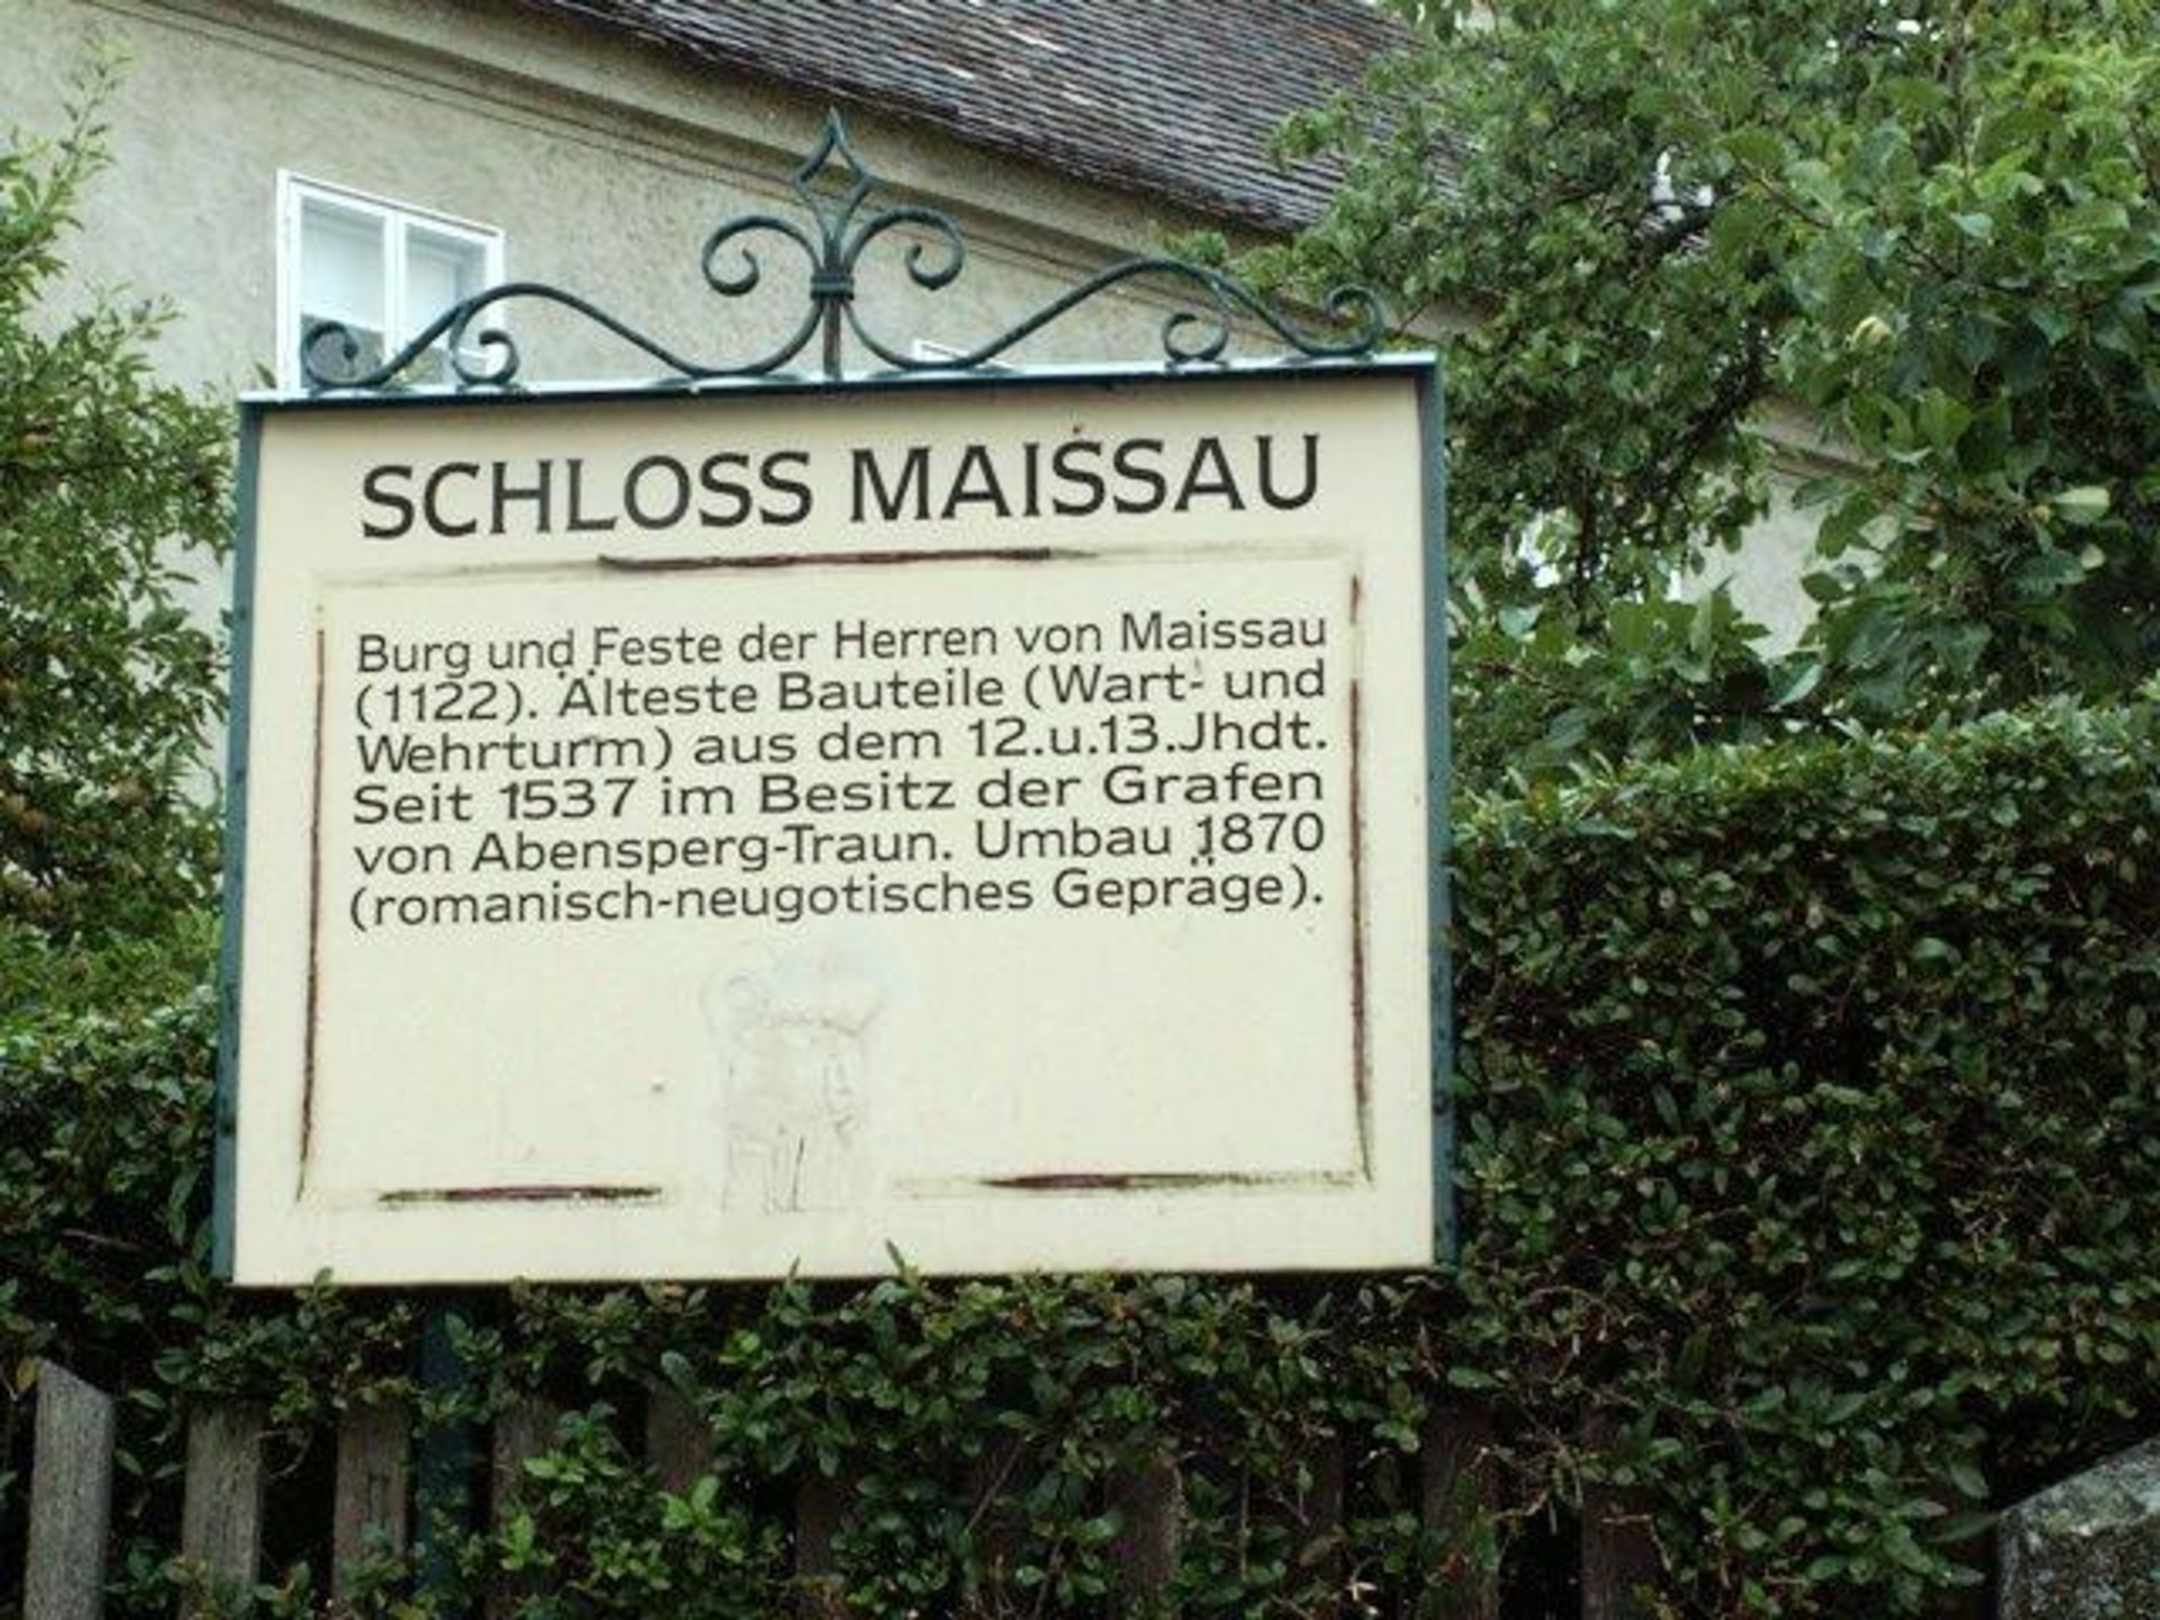 SCHLOSS MAISSAU
Burg und Feste der Herren von Maissau
(1122). Älteste Bauteile (Wart- und
Wehrturm) aus dem 12.u.13.Jhdt.
Seit 1537 im Besitz der Grafen
von Abensperg-Traun. Umbau 1870
(romanisch-neugotisches Gepräge).